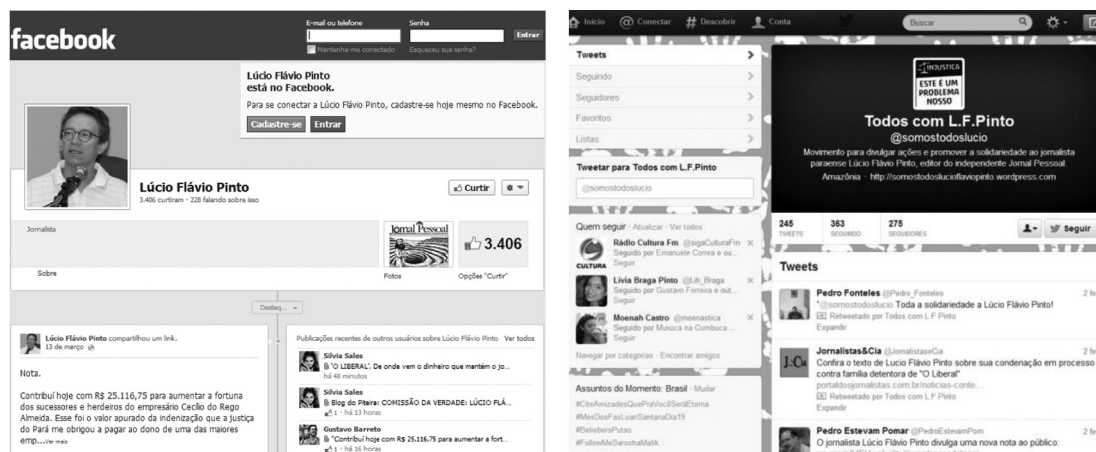 facebook
E-mail ou telefone
Senha
Entrar
Mantenha-me conectado
Esqueceu sua senha?
Lúcio Flávio Pinto
está no Facebook.
Para se conectar a Lúcio Flávio Pinto, cadastre-se hoje mesmo no Facebook.
Cadastre-se Entrar
Lúcio Flávio Pinto
3.406 curtiram · 228 falando sobre isso
Curtir
Jornalista
Sobre
Jornal Pessoal
Fotos
3.406
Opções "Curtir"
Destaq...
Lúcio Flávio Pinto compartilhou um link.
13 de março
Nota.
Contribuí hoje com R$ 25.116,75 para aumentar a fortuna
dos sucessores e herdeiros do empresário Cecílio do Rego
Almeida. Esse foi o valor apurado da indenização que a justiça
do Pará me obrigou a pagar ao dono de uma das maiores
emp...Ver mais
Publicações recentes de outros usuários sobre Lúcio Flávio Pinto Ver todos
Silvia Sales
'O LIBERAL'. De onde vem o dinheiro que mantém o jo...
há 48 minutos
Silvia Sales
Blog do Piteira: COMISSÃO DA VERDADE: LÚCIO FLÁ...
1 · há 13 horas
Gustavo Barreto
"Contribuí hoje com R$ 25.116,75 para aumentar a fort...
1 · há 16 horas
Início
@ Conectar
# Descobrir
Conta
Buscar
Tweets
Seguindo
Seguidores
Favoritos
Listas
Tweetar para Todos com L.F.Pinto
@somostodoslucio
Quem seguir · Atualizar · Ver todos
CULTURA
Rádio Cultura Fm @sigaCulturaFm
Seguido por Emanuele Correa e ou...
Seguir
Livia Braga Pinto @Lih_Braga
Seguido por Gustavo Ferreira e out...
Seguir
Moenah Castro @moenastica
Seguido por Muvuca na Cumbuca ...
Seguir
Navegar por categorias · Encontrar amigos
Assuntos do Momento: Brasil · Mudar
#CiteAmizadesQuePraVocêSeráEterna
#MesDosFasLuanSantanaDia19
#BeliebersPutas
#FollowMeSaroohaMalik
INJUSTIÇA
ESTE É UM
PROBLEMA
NOSSO
Todos com L.F.Pinto
@somostodoslucio
Movimento para divulgar ações e promover a solidariedade ao jornalista
paraense Lúcio Flávio Pinto, editor do independente Jornal Pessoal.
Amazônia · http://somostodoslucioflaviopinto.wordpress.com
245
TWEETS
363
SEGUINDO
275
SEGUIDORES
Seguir
Tweets
Pedro Fonteles @Pedro_Fonteles
"@somostodoslucio Toda a solidariedade a Lúcio Flávio Pinto!
Retweetado por Todos com L.F.Pinto
Expandir
J&Cia
Jornalistas&Cia @JornalistaseCia
Confira o texto de Lucio Flávio Pinto sobre sua condenação em processo
contra família detentora de "O Liberal"
portaldosjornalistas.com.br/noticias-conte...
Retweetado por Todos com L.F.Pinto
Expandir
Pedro Estevam Pomar @PedroEstevamPom
O jornalista Lúcio Flávio Pinto divulga uma nova nota ao público: